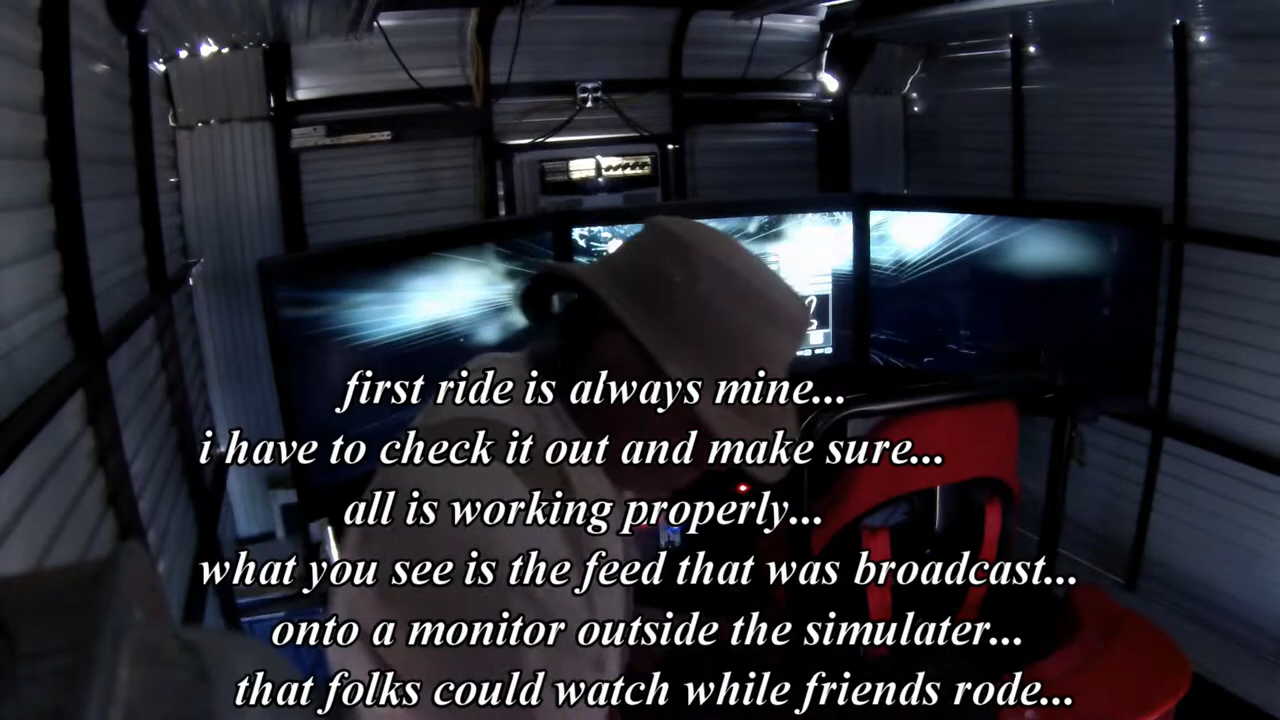 first ride is always mine...
i have to check it out and make sure...
all is working properly...
what you see is the feed that was broadcast...
onto a monitor outside the simulater...
that folks could watch while friends rode...